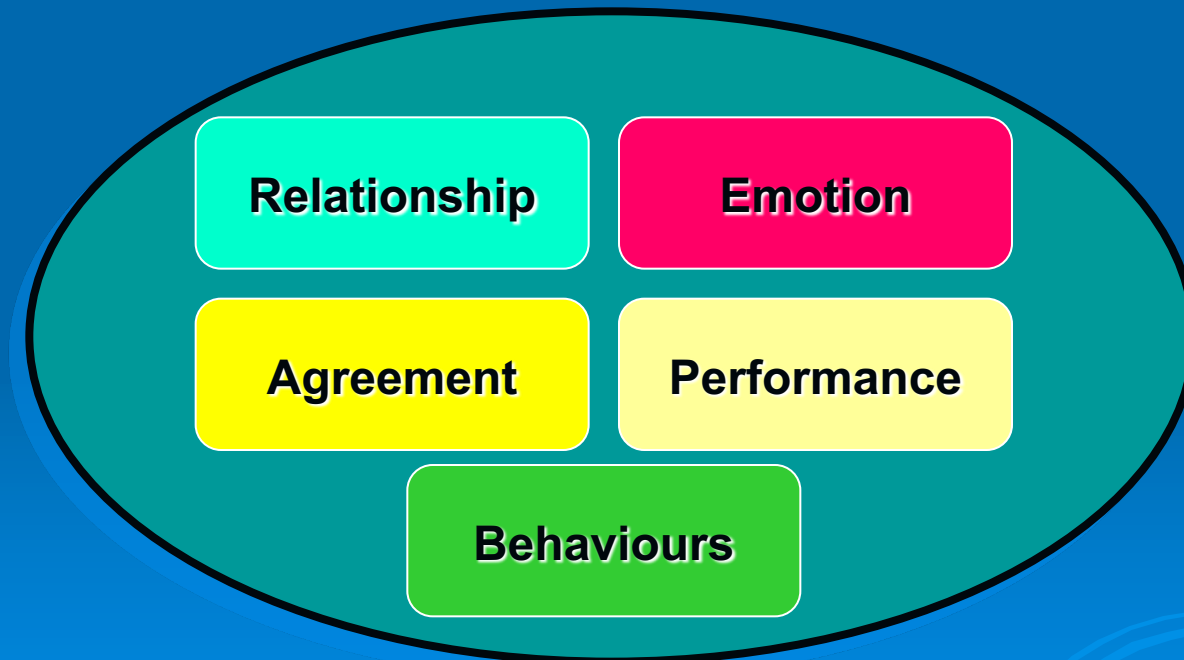 Relationship
Emotion
Agreement
Performance
Behaviours